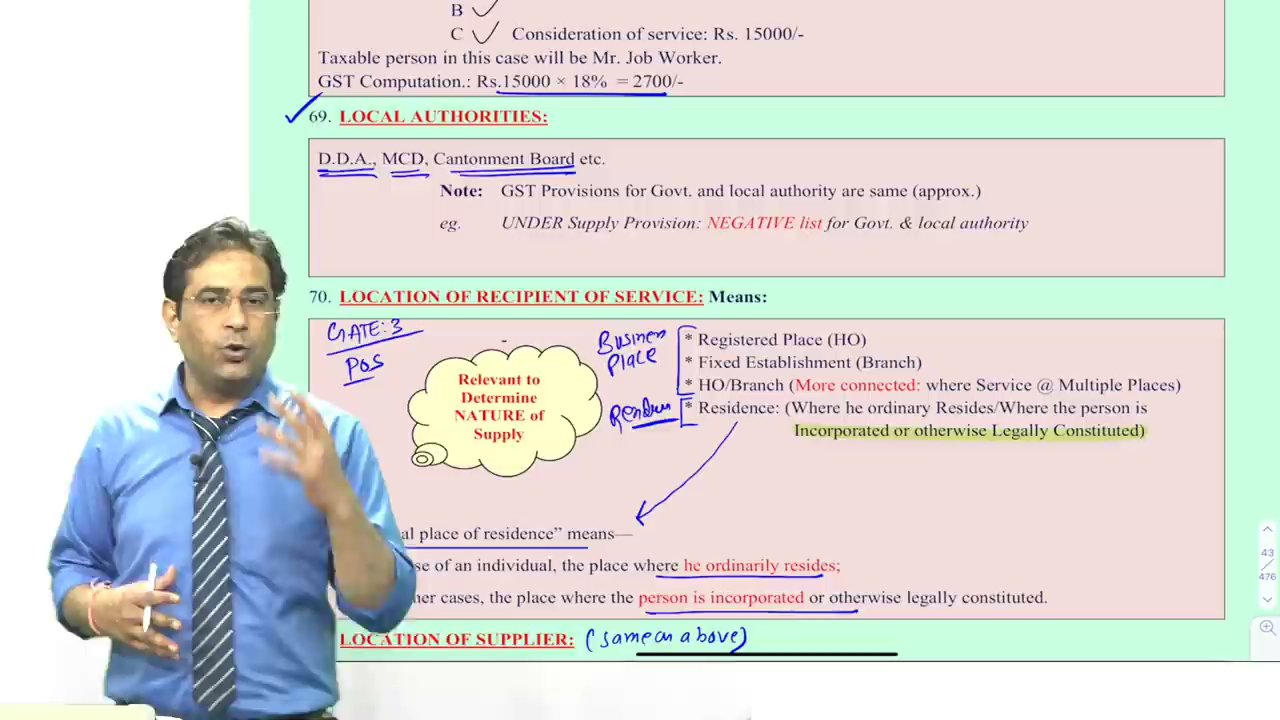 B
C Consideration of service: Rs. 15000/-
Taxable person in this case will be Mr. Job Worker.
GST Computation.: Rs.15000 × 18% = 2700/-
69. LOCAL AUTHORITIES:
D.D.A., MCD, Cantonment Board etc.
Note: GST Provisions for Govt. and local authority are same (approx.)
eg. UNDER Supply Provision: NEGATIVE list for Govt. & local authority
70. LOCATION OF RECIPIENT OF SERVICE: Means:
GATE:3
POS
Relevant to
Determine
NATURE of
Supply
Business
Place
* Registered Place (HO)
* Fixed Establishment (Branch)
* HO/Branch (More connected: where Service @ Multiple Places)
* Residence: (Where he ordinary Resides/Where the person is
Incorporated or otherwise Legally Constituted)
al place of residence” means—
se of an individual, the place where he ordinarily resides;
her cases, the place where the person is incorporated or otherwise legally constituted.
LOCATION OF SUPPLIER: (same as above)
43
476